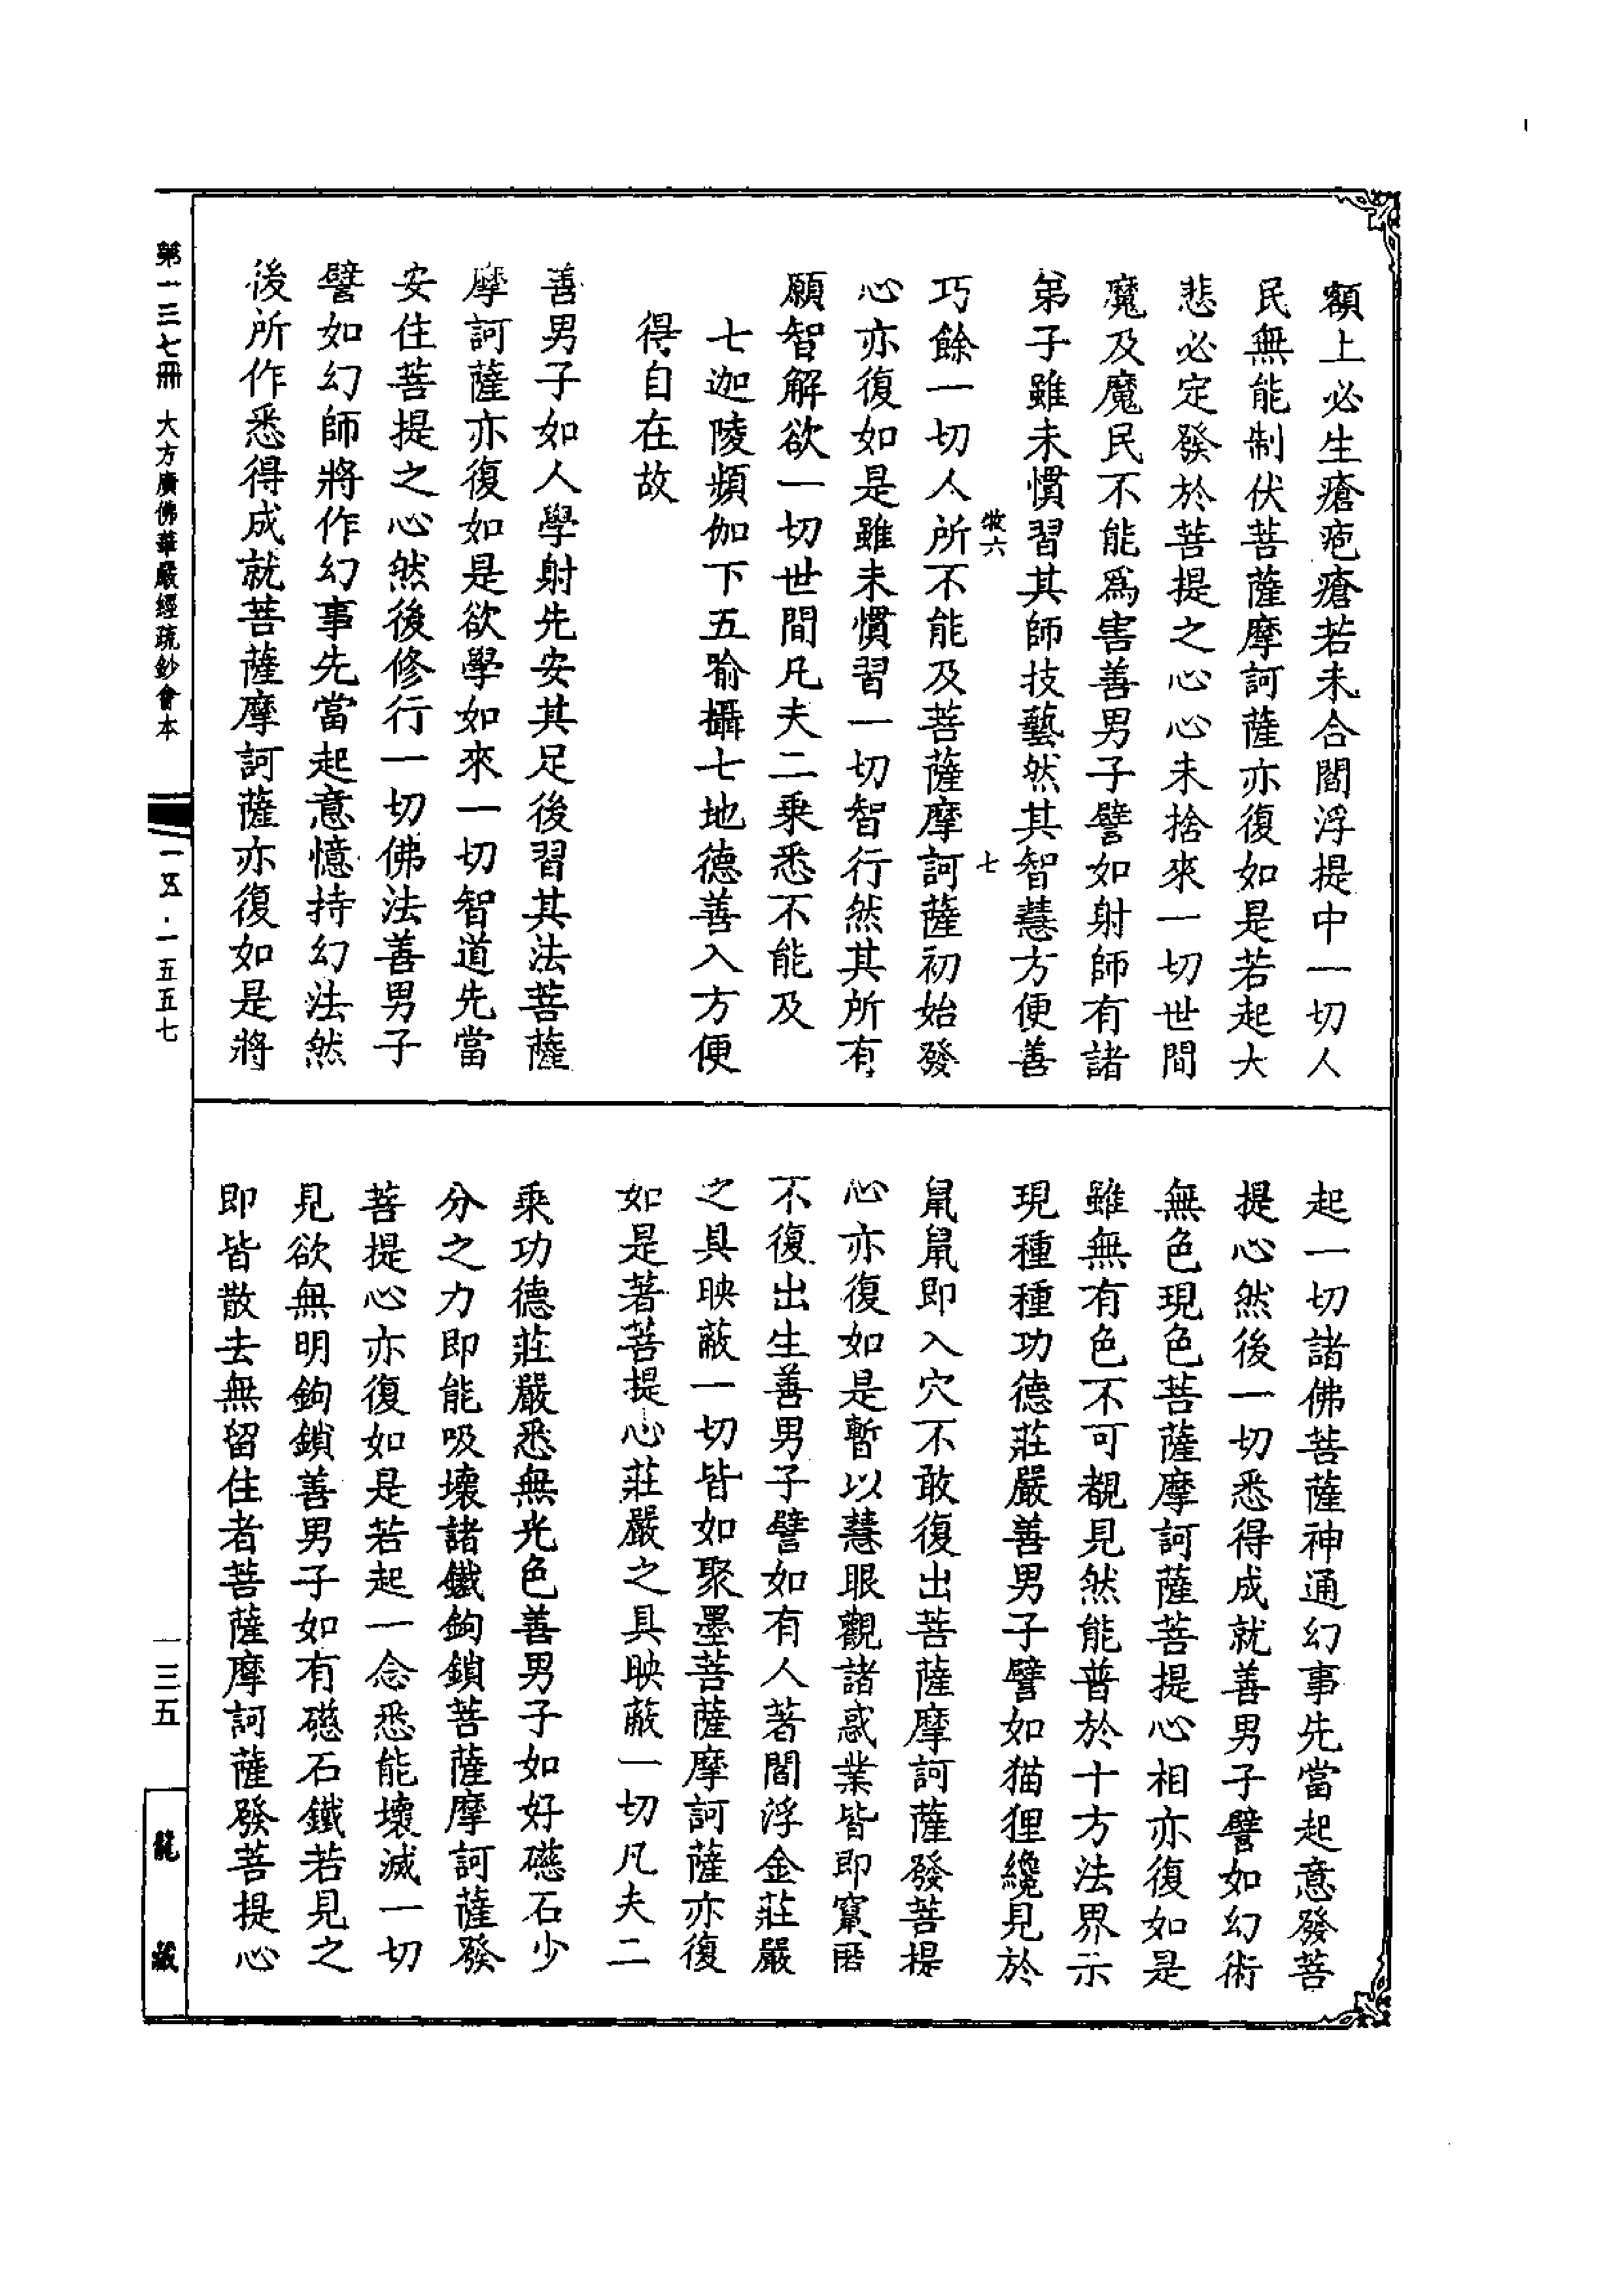 額上必生瘡疱瘡若未合閻浮提中一切人
民無能制伏菩薩摩訶薩亦復如是若起大
悲必定發於菩提之心心未捨來一切世間
魔及魔民不能爲害善男子譬如射師有諸
弟子雖未慣習其師技藝然其智慧方便善
巧餘一切人所不能及菩薩摩訶薩初始發
心亦復如是雖未慣習一切智行然其所有
願智解欲一切世間凡夫二乘悉不能及
七迦陵頻伽下五喻攝七地德善入方便
得自在故
善男子如人學射先安其足後習其法菩薩
摩訶薩亦復如是欲學如來一切智道先當
安住菩提之心然後修行一切佛法善男子
譬如幻師將作幻事先當起意憶持幻法然
後所作悉得成就菩薩摩訶薩亦復如是將
起一切諸佛菩薩神通幻事先當起意發菩
提心然後一切悉得成就善男子譬如幻術
無色現色菩薩摩訶薩菩提心相亦復如是
雖無有色不可覩見然能普於十方法界示
現種種功德莊嚴善男子譬如猫狸纔見於
鼠鼠即入穴不敢復出菩薩摩訶薩發菩提
心亦復如是暫以慧眼觀諸惑業皆即竄匿
不復出生善男子譬如有人著閻浮金莊嚴
之具映蔽一切皆如聚墨菩薩摩訶薩亦復
如是著菩提心莊嚴之具映蔽一切凡夫二
乘功德莊嚴悉無光色善男子如好磁石少
分之力即能吸壞諸鐵鉤鎖菩薩摩訶薩發
菩提心亦復如是若起一念悉能壞滅一切
見欲無明鉤鎖善男子如有磁石鐵若見之
即皆散去無留住者菩薩摩訶薩發菩提心
第一三七冊 大方廣佛華嚴經疏鈔會本
一五·一五五七
一三五
龍藏